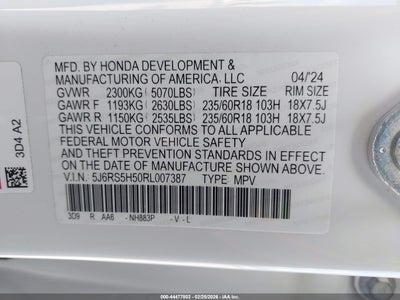 MFD. BY HONDA DEVELOPMENT &
MANUFACTURING OF AMERICA, LLC 04/'24
GVWR 2300KG (5070LBS) TIRE SIZE RIM SIZE
GAWR F 1193KG (2630LBS) 235/60R18 103H 18X7.5J
GAWR R 1150KG (2535LBS) 235/60R18 103H 18X7.5J
THIS VEHICLE CONFORMS TO ALL APPLICABLE
FEDERAL MOTOR VEHICLE SAFETY
AND THEFT PREVENTION STANDARDS IN EFFECT
ON THE DATE OF MANUFACTURE SHOWN ABOVE.
V.I.N. 5J6RS5H50RL007387 TYPE MPV
3D9 R AA6 -NH883P -V-L
3D4 A2
000-44477003 - 02/25/2026 -